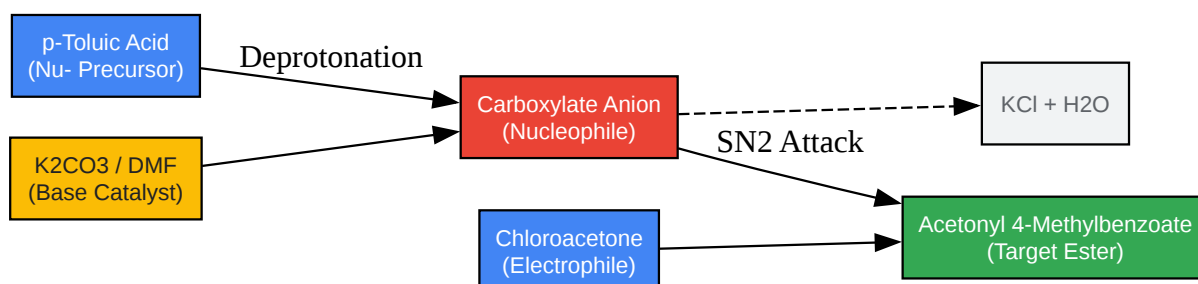 p-Toluic Acid
(Nu- Precursor)
Deprotonation
K2CO3 / DMF
(Base Catalyst)
Carboxylate Anion
(Nucleophile)
KCl + H2O
SN2 Attack
Chloroacetone
(Electrophile)
Acetonyl 4-Methylbenzoate
(Target Ester)